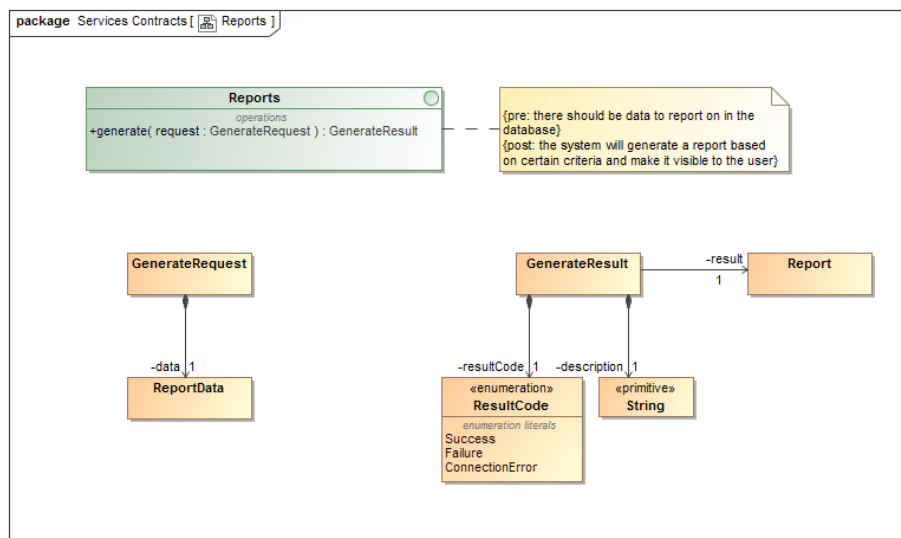 package Services Contracts [ Reports ]
Reports
operations
+generate( request : GenerateRequest ) : GenerateResult
{pre: there should be data to report on in the
database}
{post: the system will generate a report based
on certain criteria and make it visible to the user}
GenerateRequest
GenerateResult
-result
1
Report
-data 1
ReportData
-resultCode 1
-description 1
«enumeration»
ResultCode
enumeration literals
Success
Failure
ConnectionError
«primitive»
String